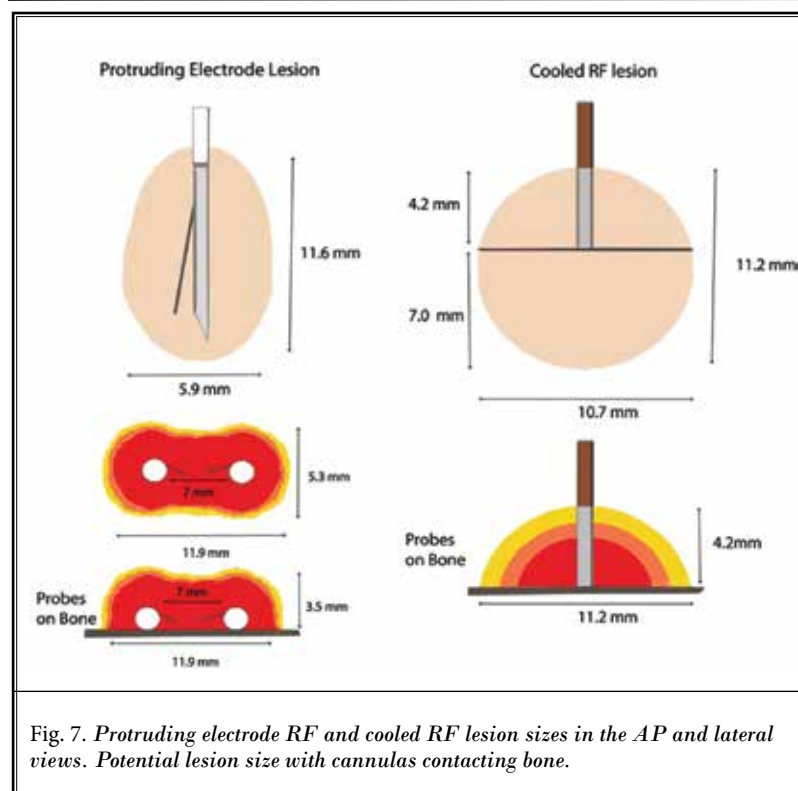 Protruding Electrode Lesion
11.6 mm
5.9 mm
7 mm
5.3 mm
11.9 mm
Probes
on Bone
7 mm
3.5 mm
11.9 mm
Cooled RF lesion
4.2 mm
7.0 mm
11.2 mm
10.7 mm
Probes
on Bone
4.2mm
11.2 mm
Fig. 7. Protruding electrode RF and cooled RF lesion sizes in the AP and lateral
views. Potential lesion size with cannulas contacting bone.